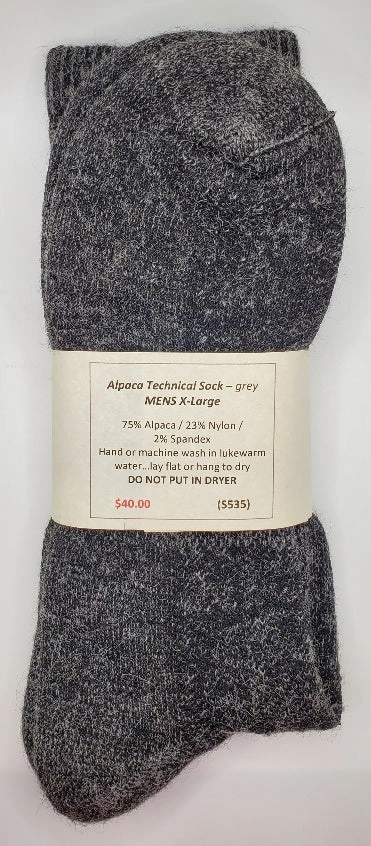 Alpaca Technical Sock – grey
MENS X-Large
75% Alpaca / 23% Nylon /
2% Spandex
Hand or machine wash in lukewarm
water...lay flat or hang to dry
DO NOT PUT IN DRYER
$40.00 (S535)